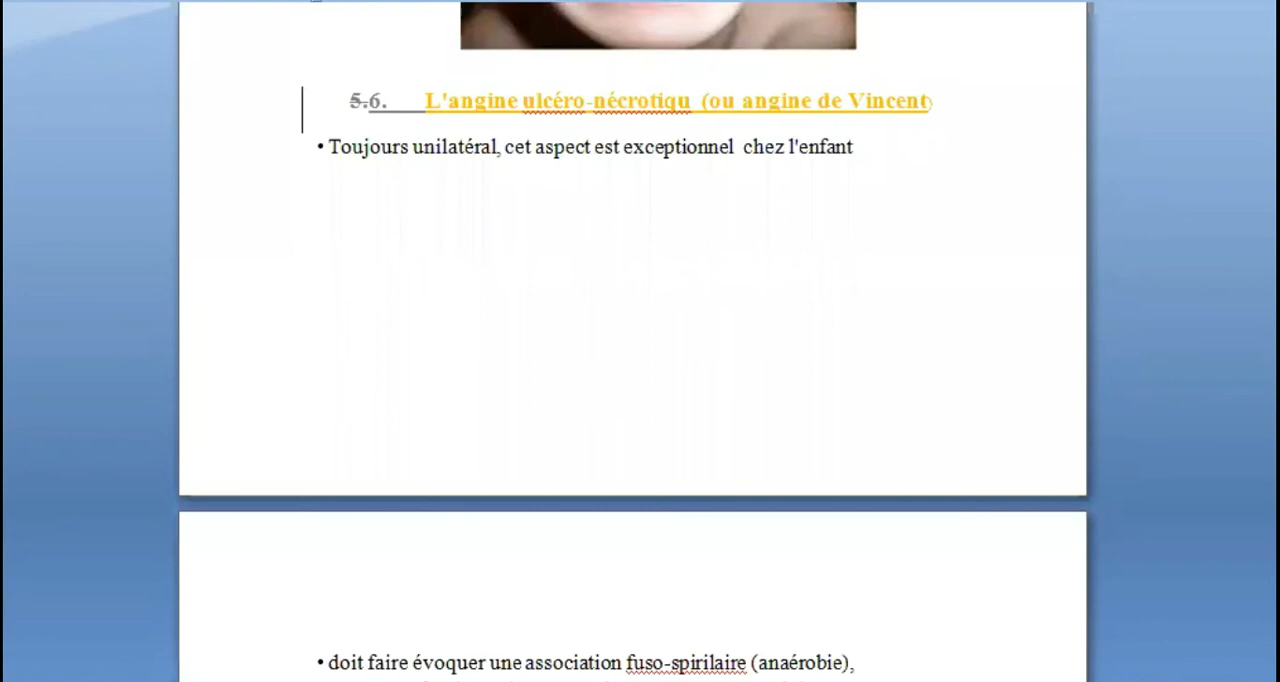 5.6. L'angine ulcéro-nécrotiqu (ou angine de Vincent)
• Toujours unilatéral, cet aspect est exceptionnel chez l'enfant
• doit faire évoquer une association fuso-spirilaire (anaérobie),